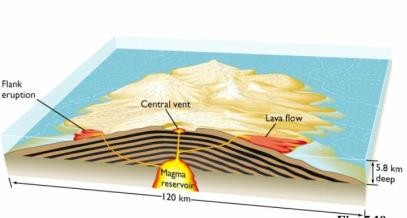 Flank
eruption
Central vent
Lava flow
Magma
reservoir
5.8 km
deep
120 km